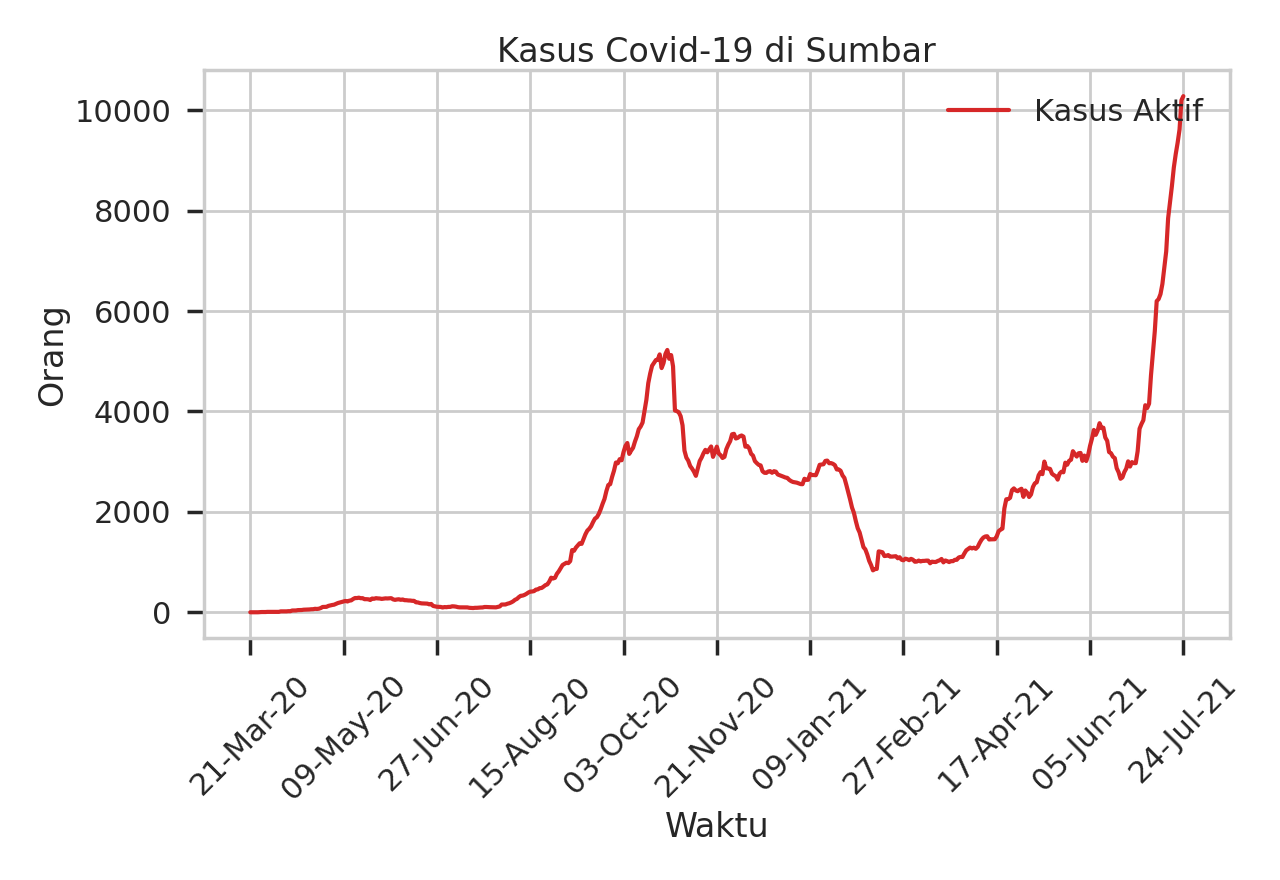 Kasus Covid-19 di Sumbar
Kasus Aktif
10000
8000
6000
4000
2000
0
Orang
21-Mar-20
09-May-20
27-Jun-20
15-Aug-20
03-Oct-20
21-Nov-20
09-Jan-21
27-Feb-21
17-Apr-21
05-Jun-21
24-Jul-21
Waktu